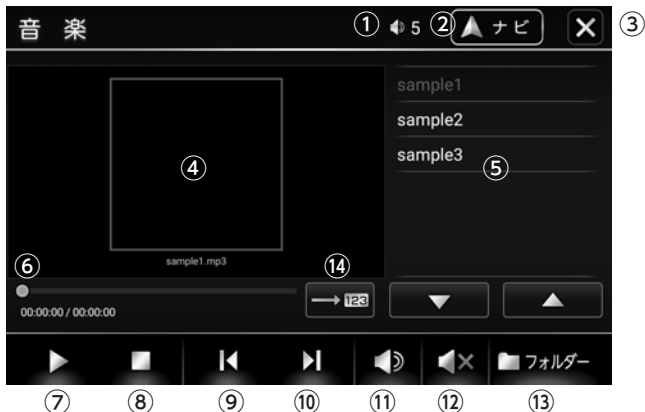 音 楽 ① 5 ② ナビ ③
sample1
sample2
sample3
④ ⑤
sample1.mp3
⑥ ⑭
123
00:00:00 / 00:00:00
フォルダー
⑦ ⑧ ⑨ ⑩ ⑪ ⑫ ⑬